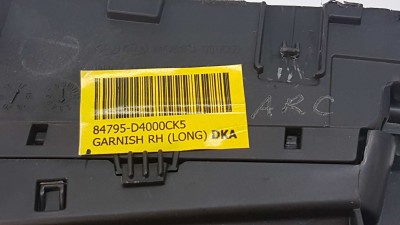 84795-D4000CK5
GARNISH RH (LONG) DKA
ARC